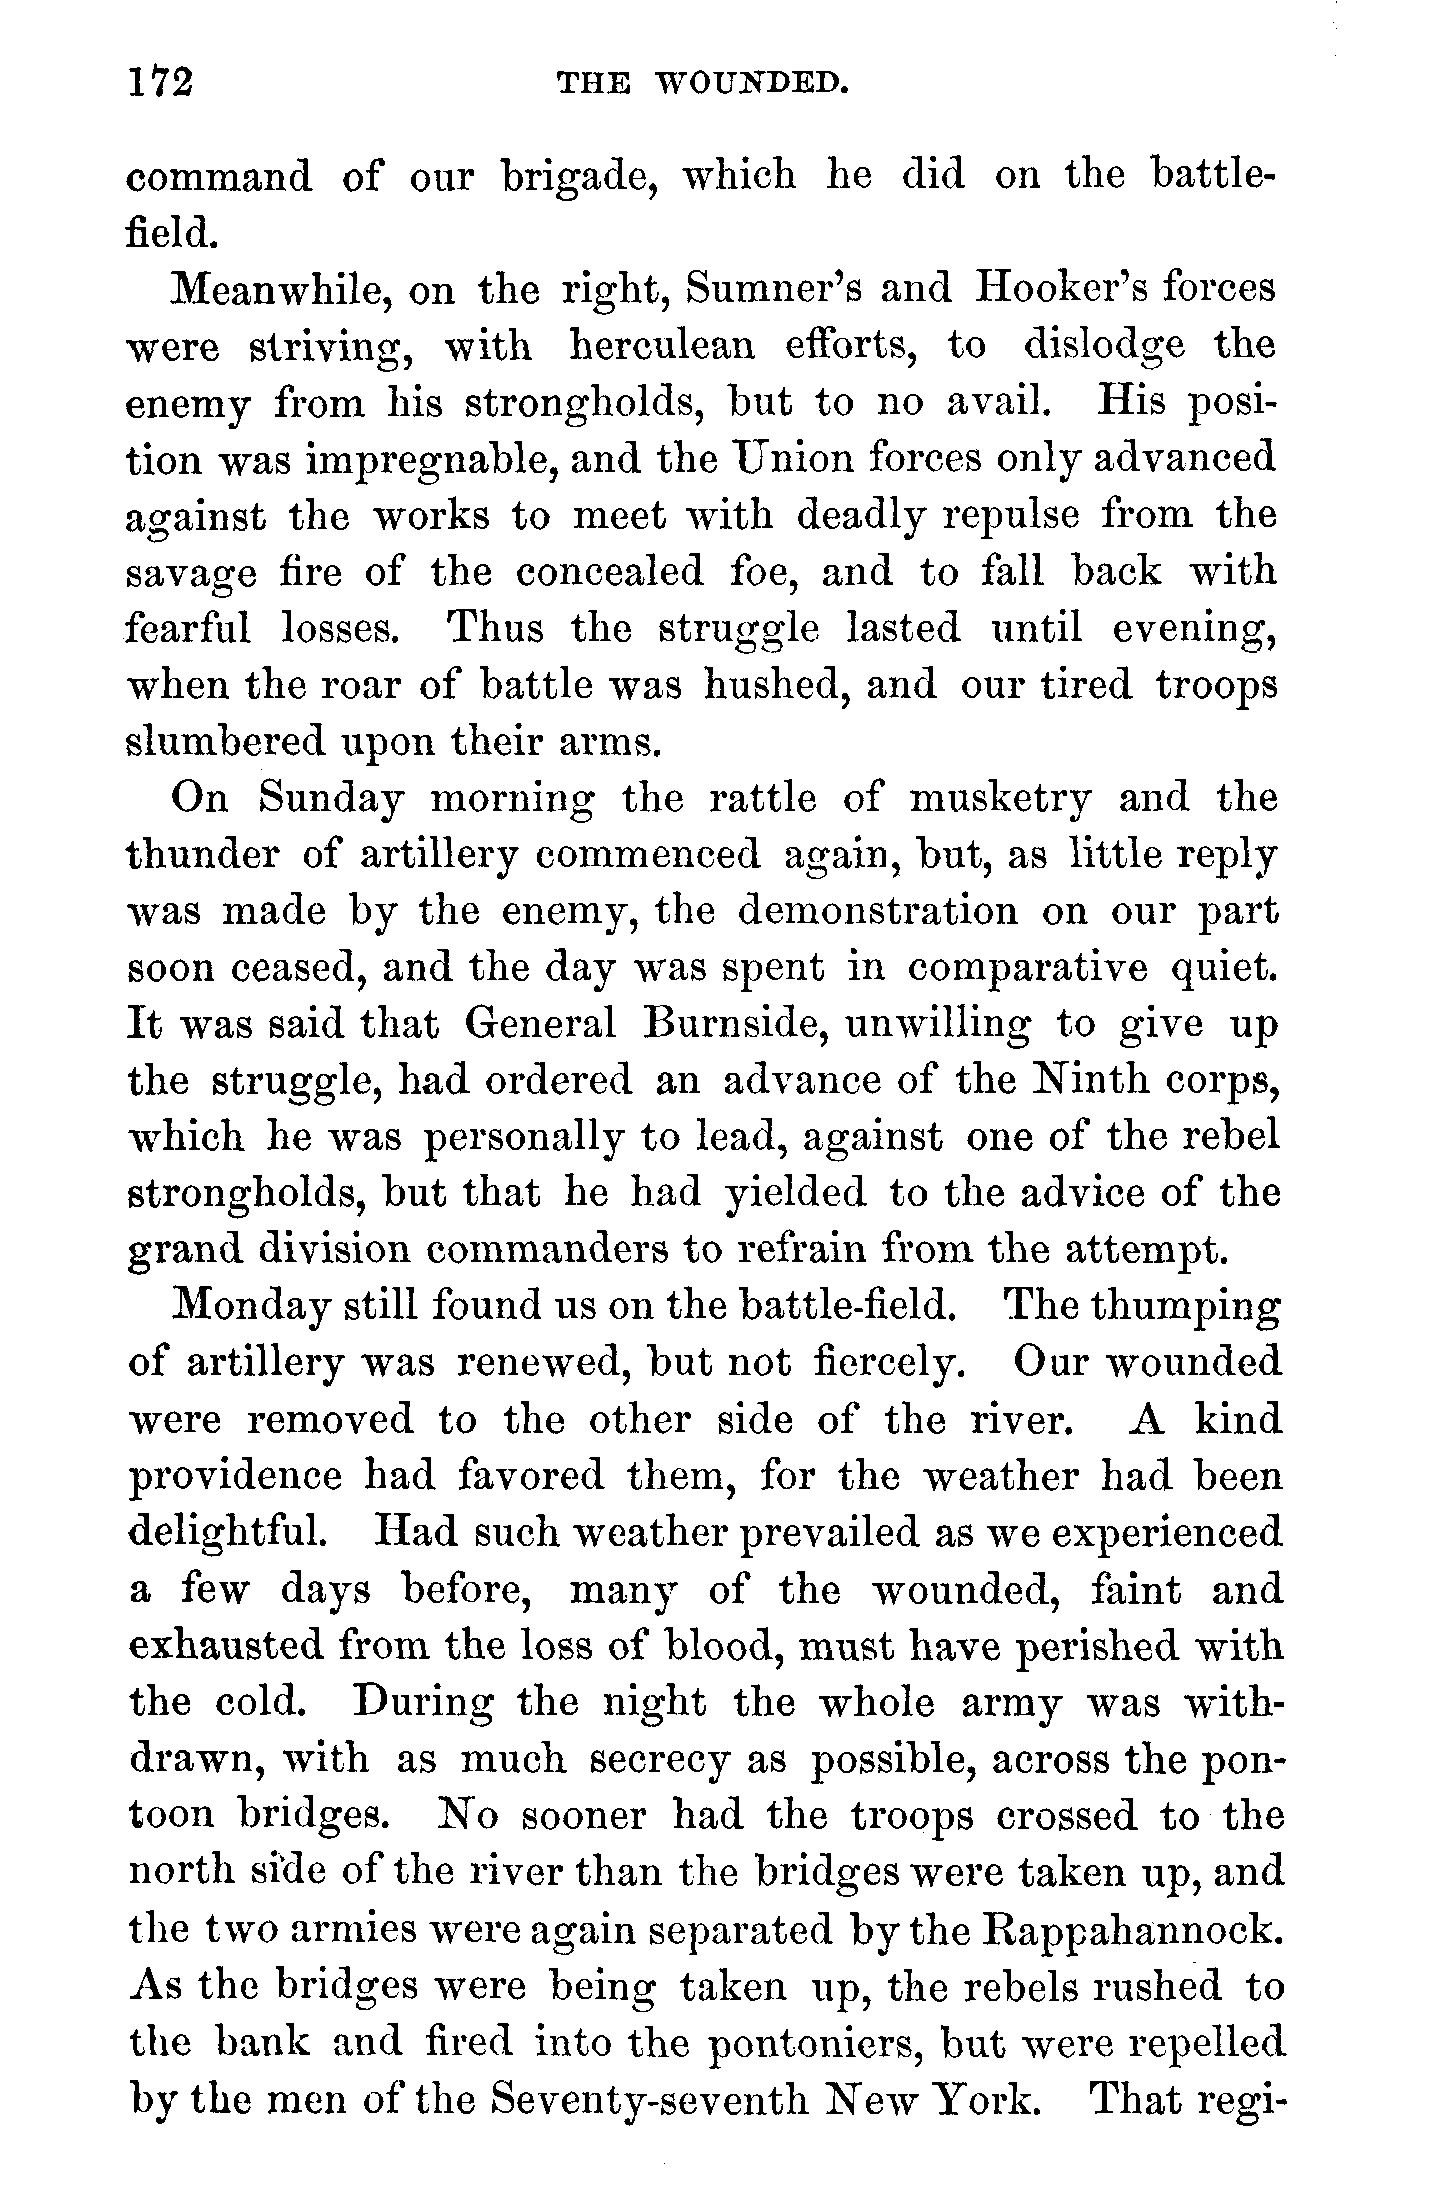 172 THE WOUNDED.
command of our brigade, which he did on the battle-
field.
Meanwhile, on the right, Sumner's and Hooker's forces
were striving, with herculean efforts, to dislodge the
enemy from his strongholds, but to no avail. His posi-
tion was impregnable, and the Union forces only advanced
against the works to meet with deadly repulse from the
savage fire of the concealed foe, and to fall back with
fearful losses. Thus the struggle lasted until evening,
when the roar of battle was hushed, and our tired troops
slumbered upon their arms.
On Sunday morning the rattle of musketry and the
thunder of artillery commenced again, but, as little reply
was made by the enemy, the demonstration on our part
soon ceased, and the day was spent in comparative quiet.
It was said that General Burnside, unwilling to give up
the struggle, had ordered an advance of the Ninth corps,
which he was personally to lead, against one of the rebel
strongholds, but that he had yielded to the advice of the
grand division commanders to refrain from the attempt.
Monday still found us on the battle-field. The thumping
of artillery was renewed, but not fiercely. Our wounded
were removed to the other side of the river. A kind
providence had favored them, for the weather had been
delightful. Had such weather prevailed as we experienced
a few days before, many of the wounded, faint and
exhausted from the loss of blood, must have perished with
the cold. During the night the whole army was with-
drawn, with as much secrecy as possible, across the pon-
toon bridges. No sooner had the troops crossed to the
north side of the river than the bridges were taken up, and
the two armies were again separated by the Rappahannock.
As the bridges were being taken up, the rebels rushed to
the bank and fired into the pontoniers, but were repelled
by the men of the Seventy-seventh New York. That regi-